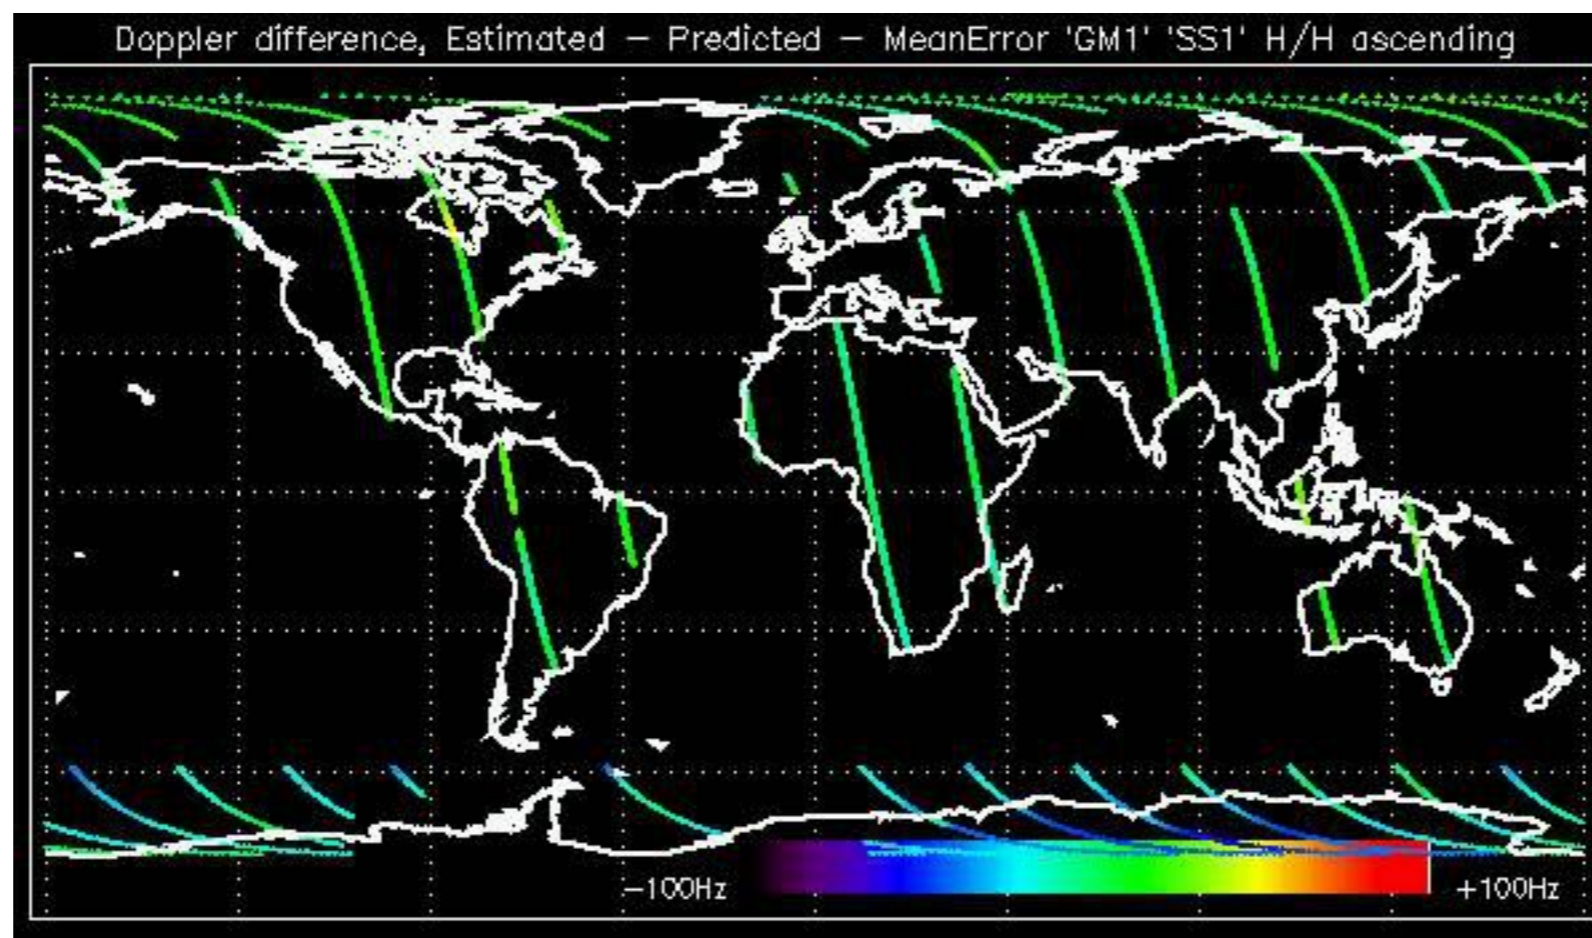 Doppler difference, Estimated − Predicted − MeanError 'GM1' 'SS1' H/H ascending
−100Hz
+100Hz